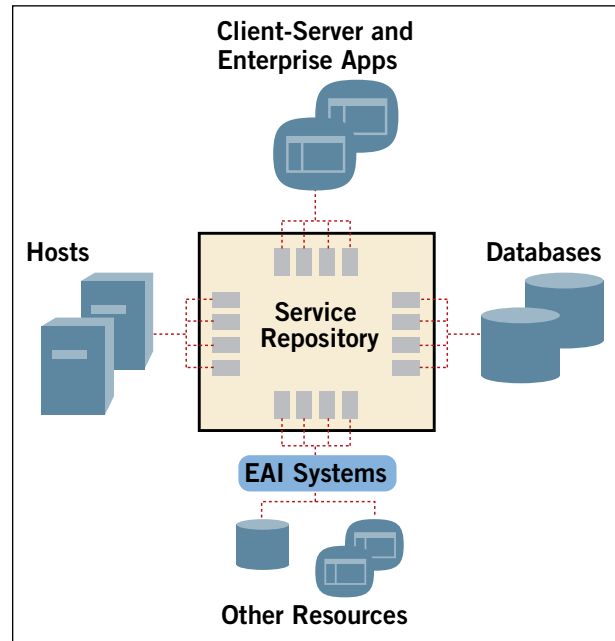 Client-Server and
Enterprise Apps
Hosts
Databases
Service
Repository
EAI Systems
Other Resources